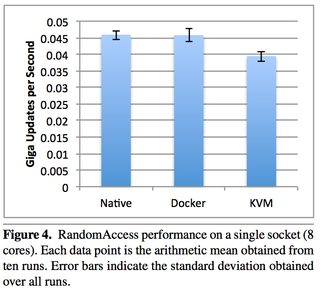 0.05
0.045
0.04
0.035
0.03
0.025
0.02
0.015
0.01
0.005
0
Giga Updates per Second
Native Docker KVM
Figure 4. RandomAccess performance on a single socket (8
cores). Each data point is the arithmetic mean obtained from
ten runs. Error bars indicate the standard deviation obtained
over all runs.